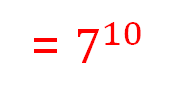 = 7¹⁰